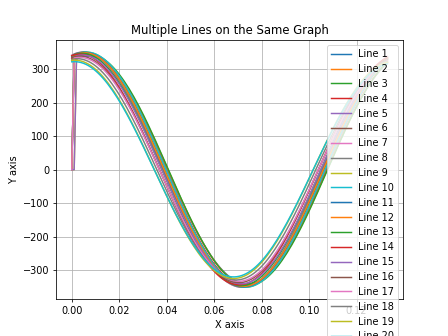 Multiple Lines on the Same Graph
Y axis
300
200
100
0
−100
−200
−300
0.00
0.02
0.04
0.06
0.08
0.10
X axis
Line 1
Line 2
Line 3
Line 4
Line 5
Line 6
Line 7
Line 8
Line 9
Line 10
Line 11
Line 12
Line 13
Line 14
Line 15
Line 16
Line 17
Line 18
Line 19
Line 20